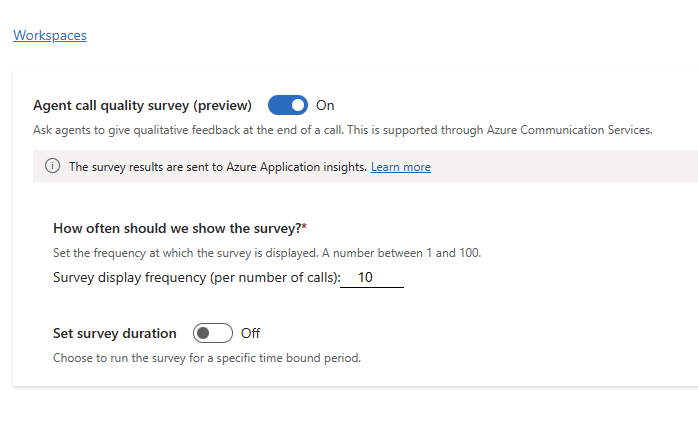 Workspaces
Agent call quality survey (preview) On
Ask agents to give qualitative feedback at the end of a call. This is supported through Azure Communication Services.
The survey results are sent to Azure Application insights. Learn more
How often should we show the survey?*
Set the frequency at which the survey is displayed. A number between 1 and 100.
Survey display frequency (per number of calls): 10
Set survey duration Off
Choose to run the survey for a specific time bound period.